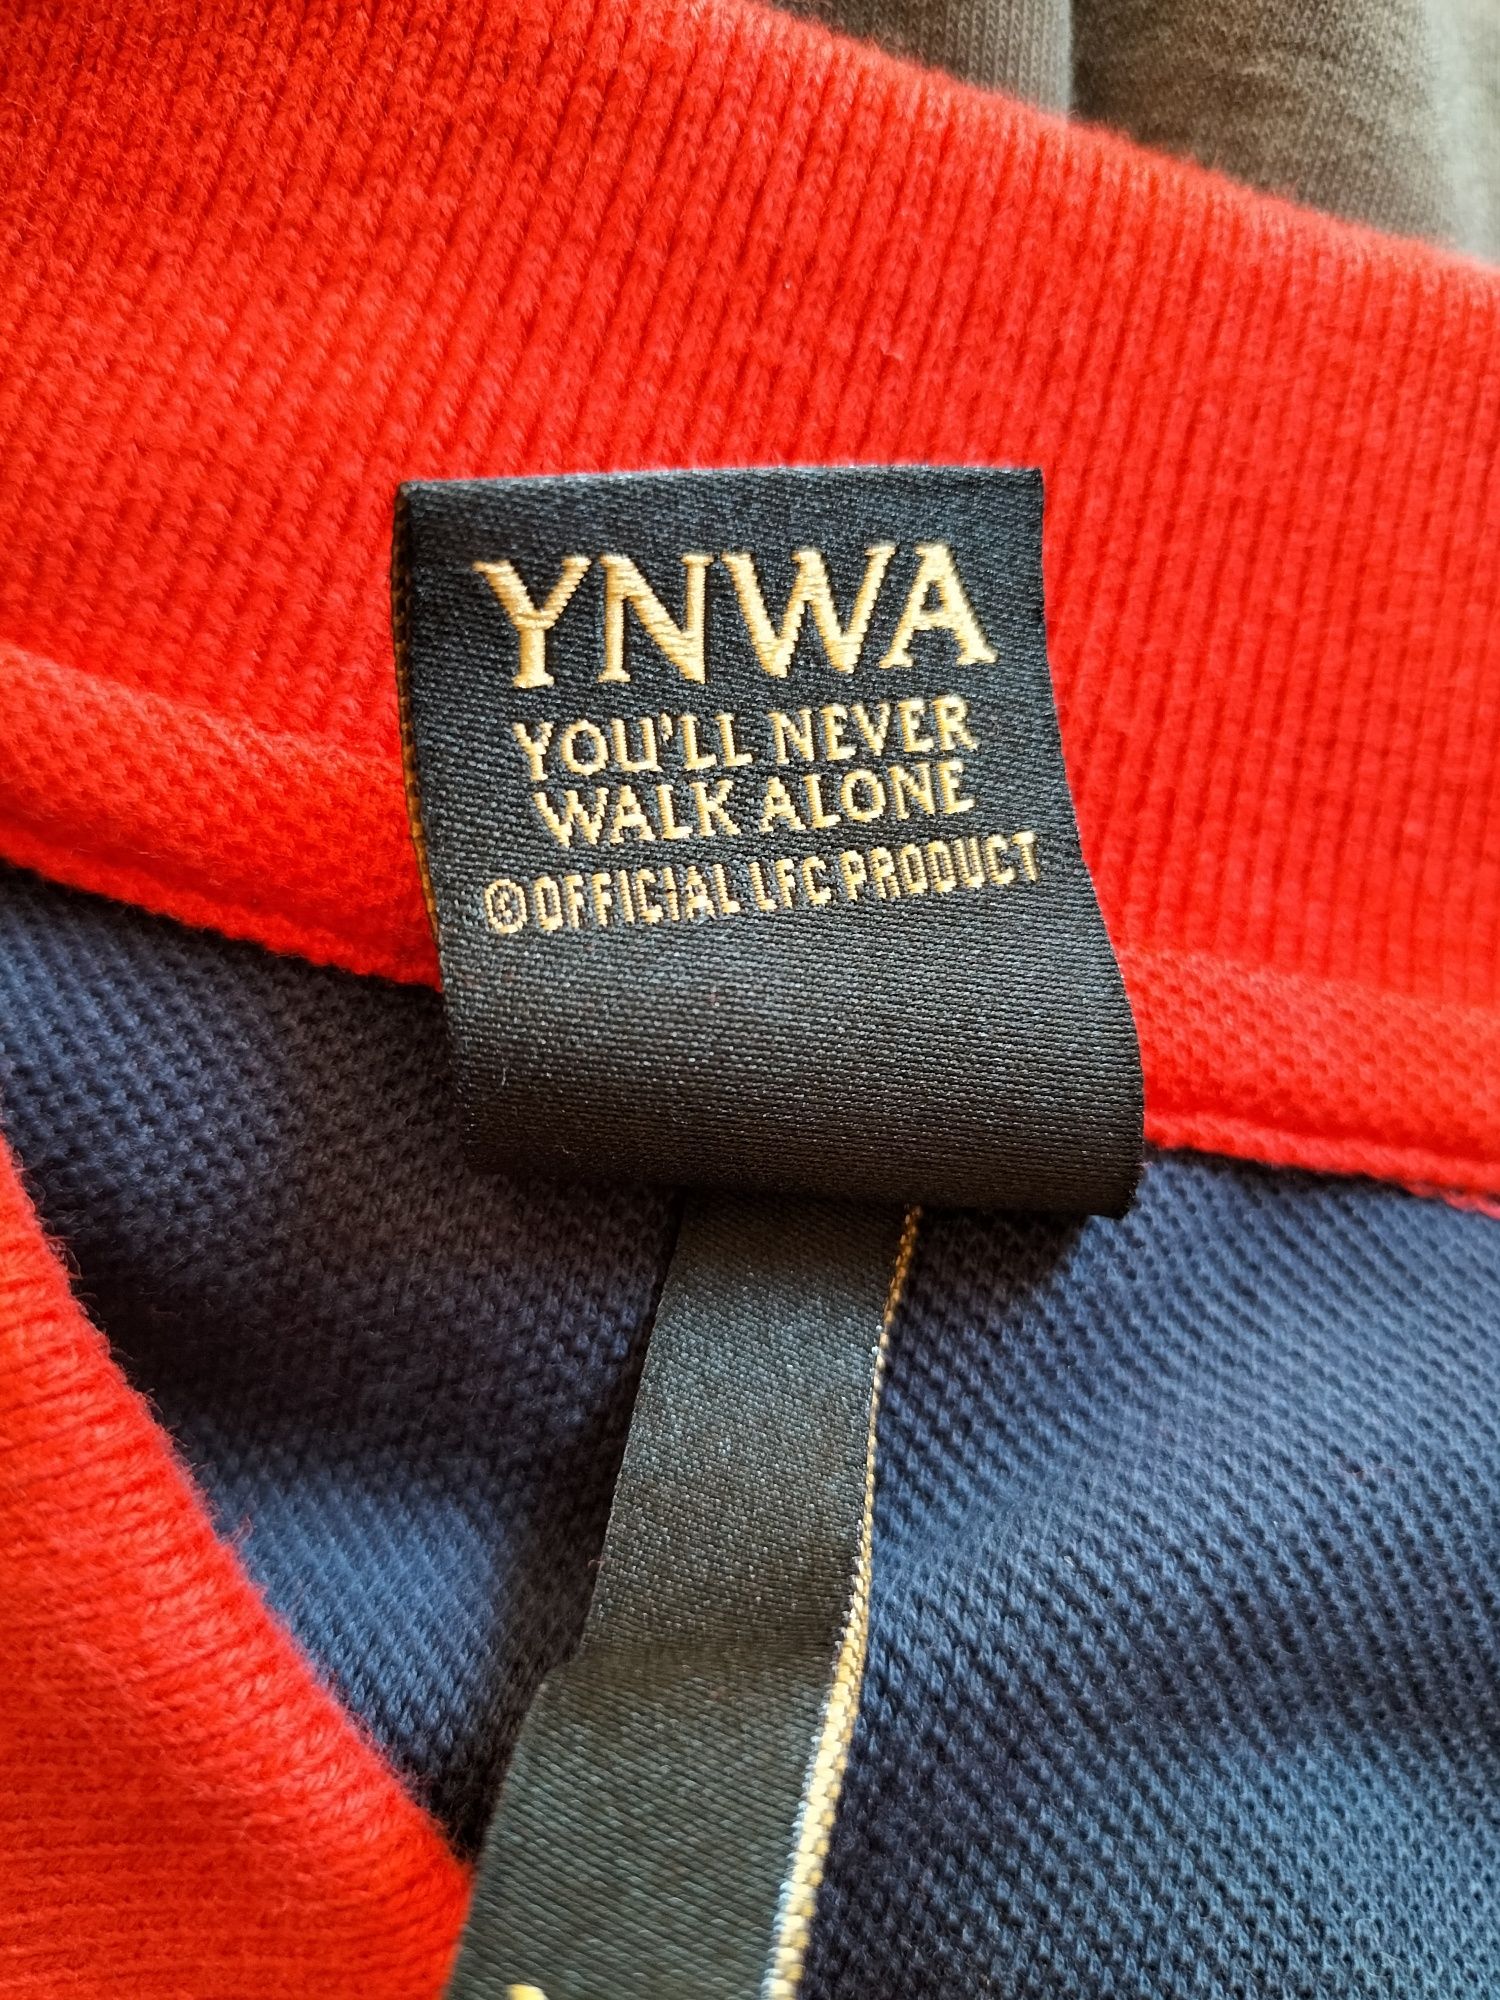 YNWA
YOU'LL NEVER
WALK ALONE
© OFFICIAL LFC PRODUCT